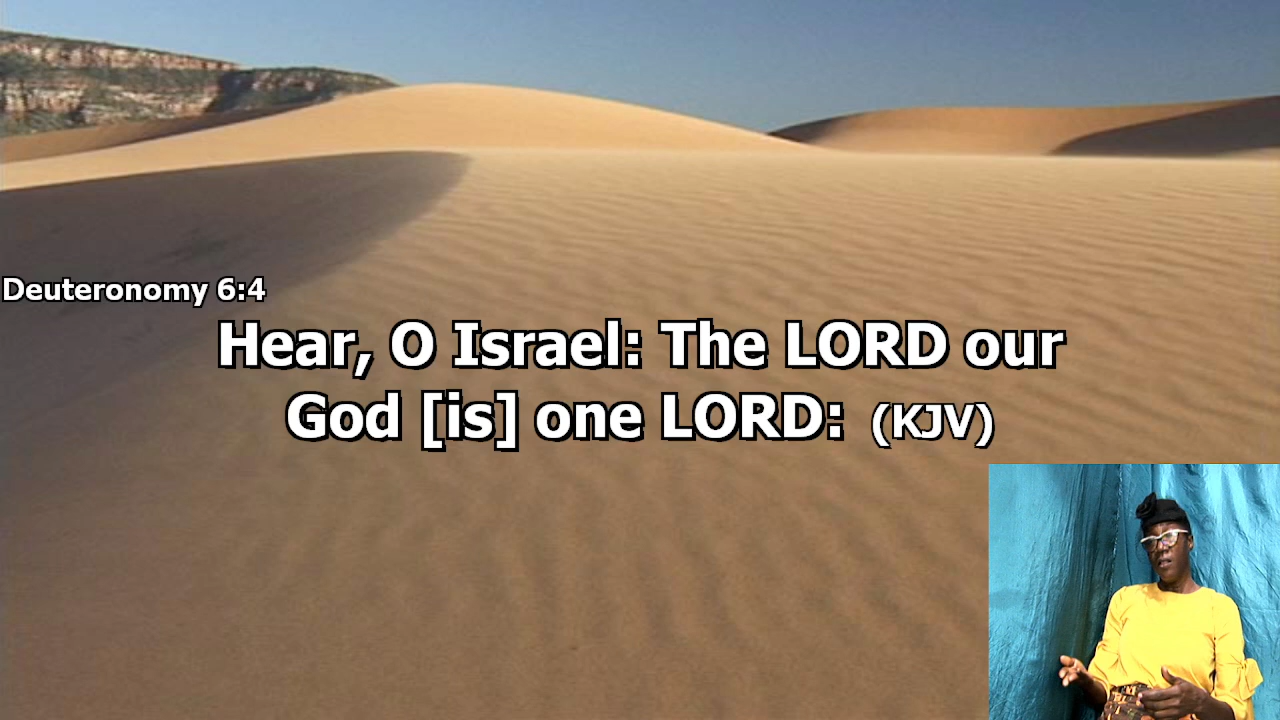 Deuteronomy 6:4
Hear, O Israel: The LORD our
God [is] one LORD: (KJV)